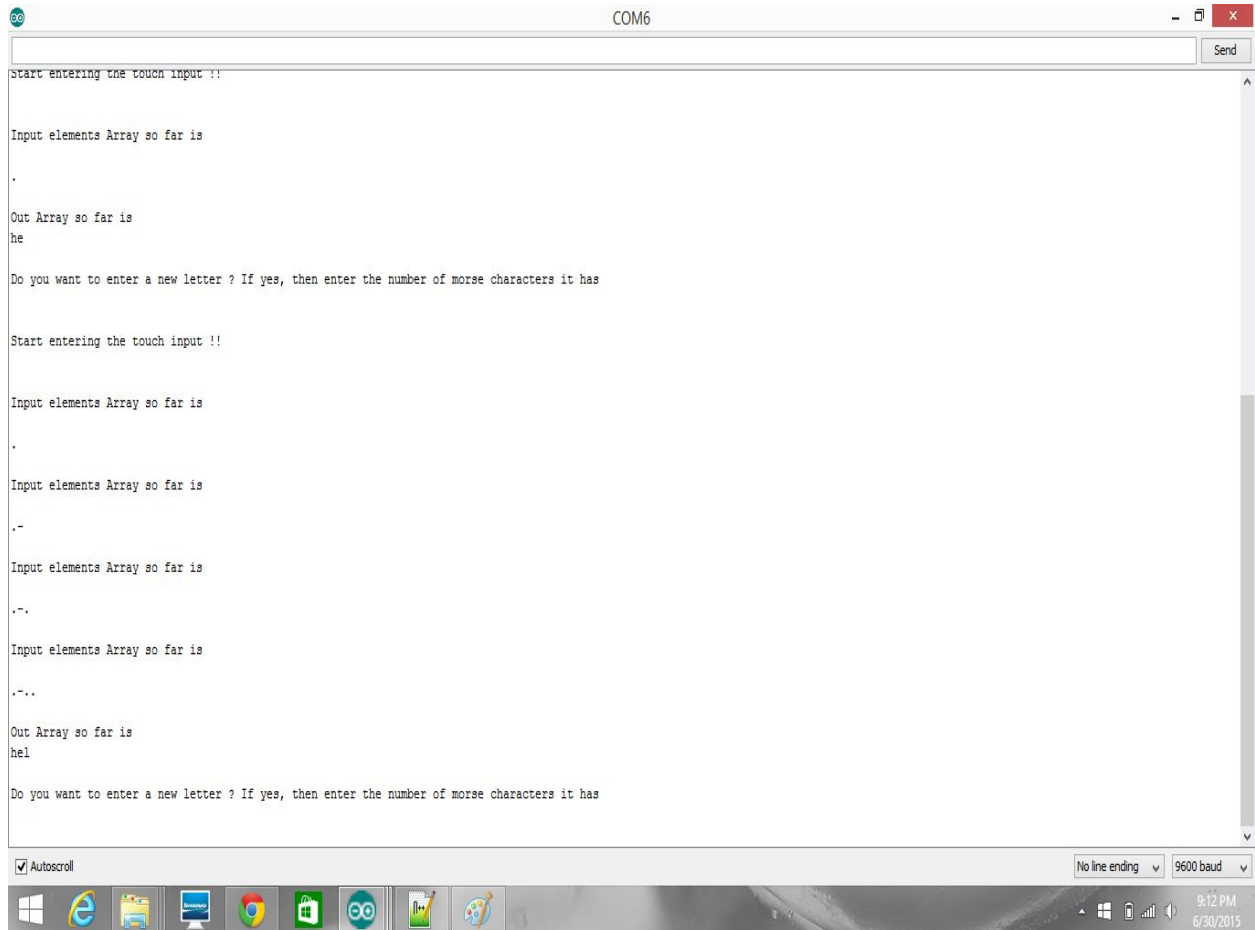 COM6
Send
Start entering the touch input !!
Input elements Array so far is
.
Out Array so far is
he
Do you want to enter a new letter ? If yes, then enter the number of morse characters it has
Start entering the touch input !!
Input elements Array so far is
.
Input elements Array so far is
.-
Input elements Array so far is
.-.
Input elements Array so far is
.-..
Out Array so far is
hel
Do you want to enter a new letter ? If yes, then enter the number of morse characters it has
Autoscroll
No line ending
9600 baud
lenovo
9:12 PM
6/30/2015